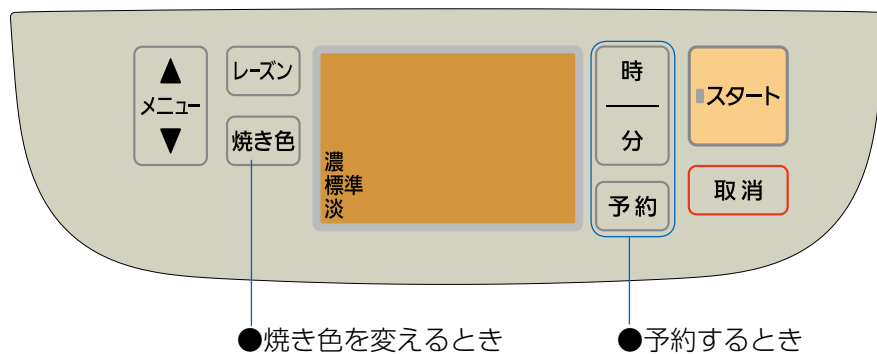 ▲
メニュー
▼
レーズン
焼き色
濃
標準
淡
時
分
予約
スタート
取消
●焼き色を変えるとき
●予約するとき